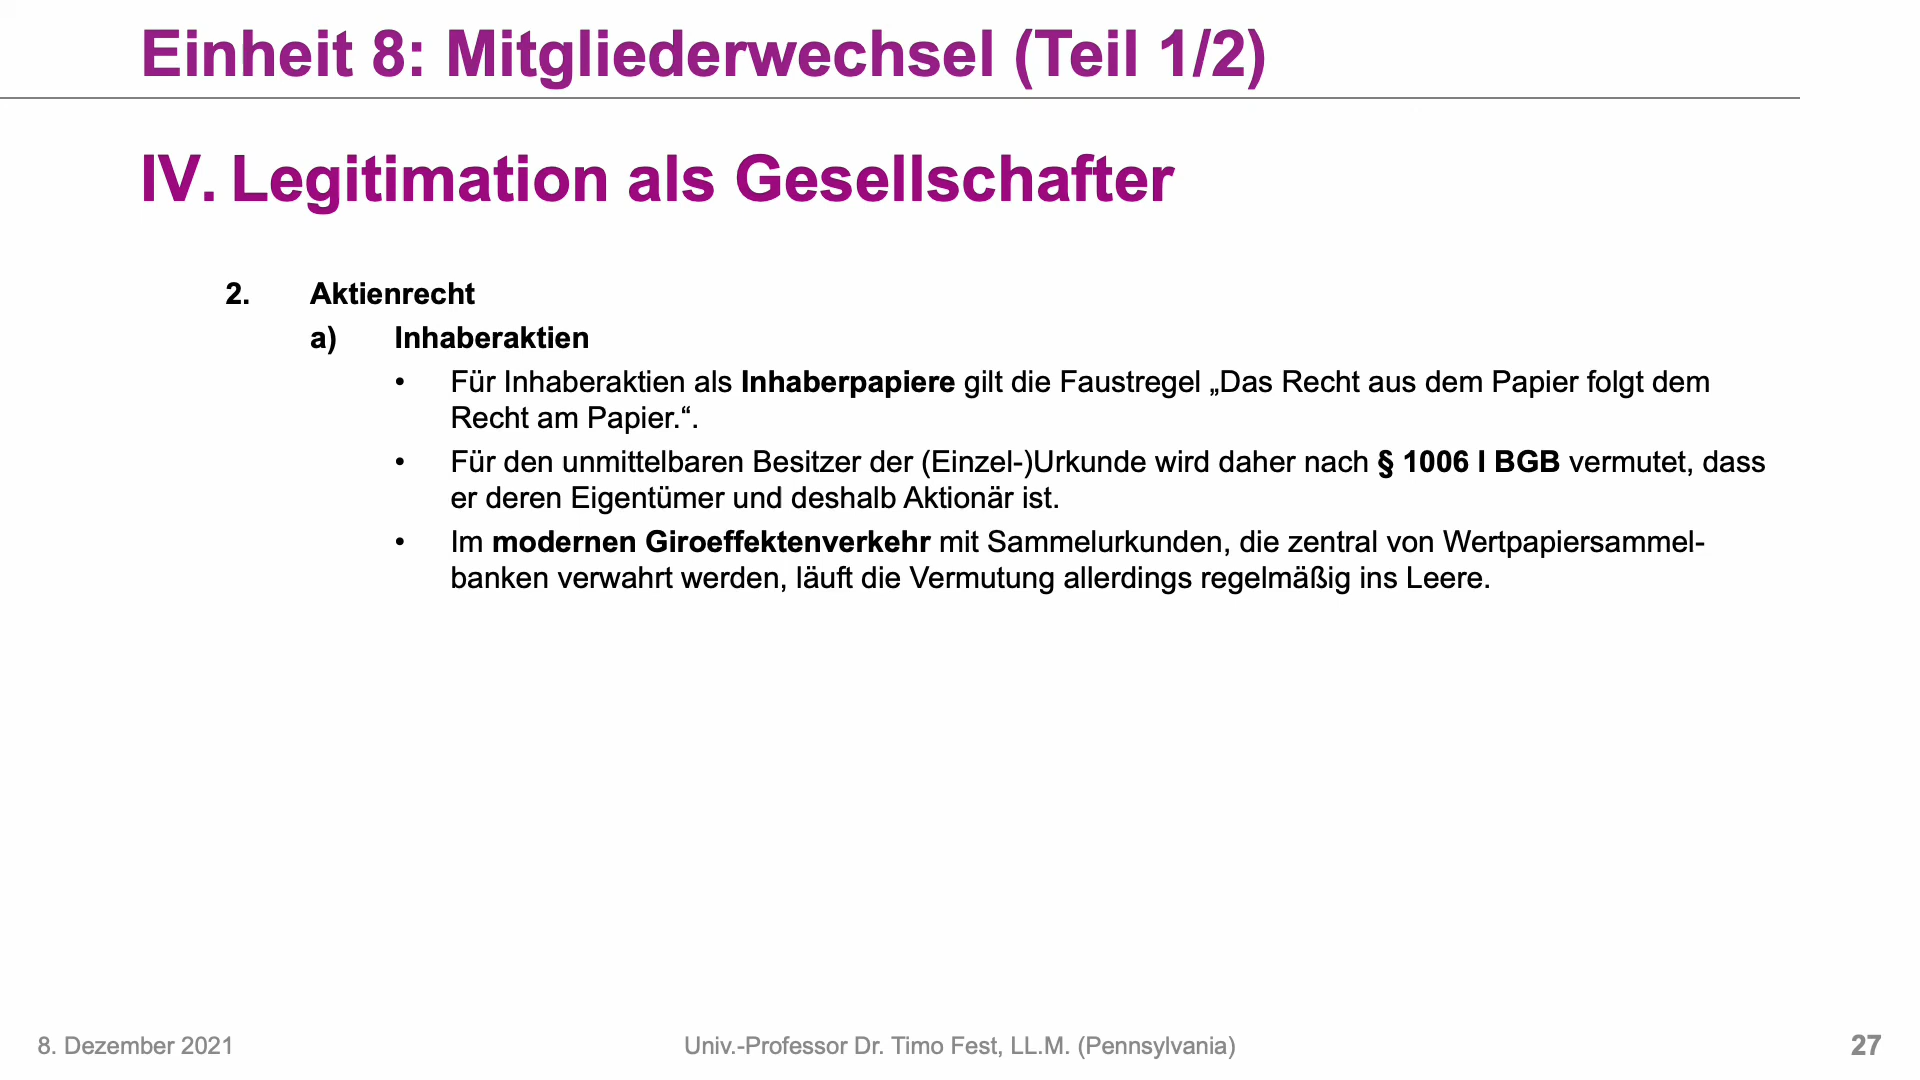 Einheit 8: Mitgliederwechsel (Teil 1/2)
IV. Legitimation als Gesellschafter
2. Aktienrecht
a) Inhaberaktien
• Für Inhaberaktien als Inhaberpapiere gilt die Faustregel „Das Recht aus dem Papier folgt dem
Recht am Papier.“.
• Für den unmittelbaren Besitzer der (Einzel-)Urkunde wird daher nach § 1006 I BGB vermutet, dass
er deren Eigentümer und deshalb Aktionär ist.
• Im modernen Giroeffektenverkehr mit Sammelurkunden, die zentral von Wertpapiersammel-
banken verwahrt werden, läuft die Vermutung allerdings regelmäßig ins Leere.
8. Dezember 2021
Univ.-Professor Dr. Timo Fest, LL.M. (Pennsylvania)
27